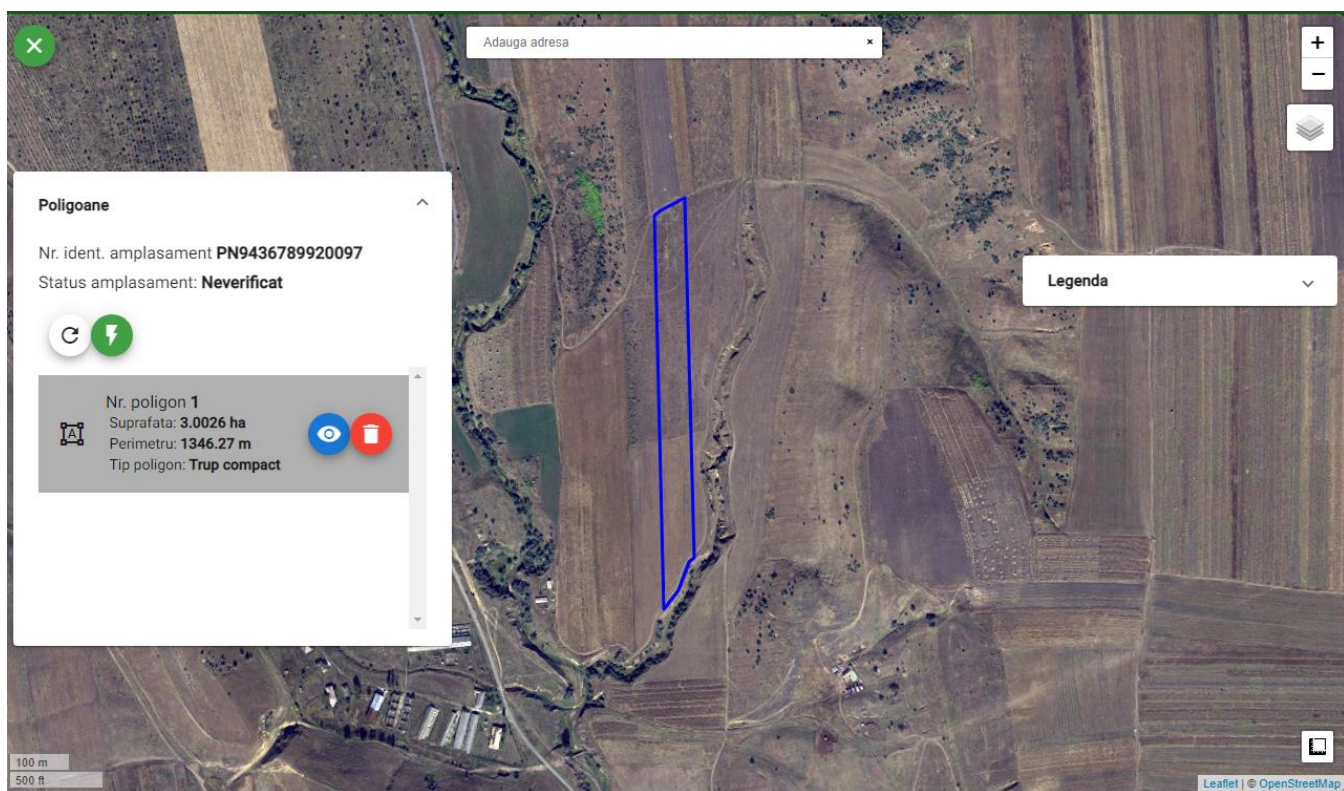 Adauga adresa ×
+
−
Poligoane
Nr. ident. amplasament PN9436789920097
Status amplasament: Neverificat
Legenda
Nr. poligon 1
A
Suprafata: 3.0026 ha
Perimetru: 1346.27 m
Tip poligon: Trup compact
100 m
500 ft
Leaflet | © OpenStreetMap